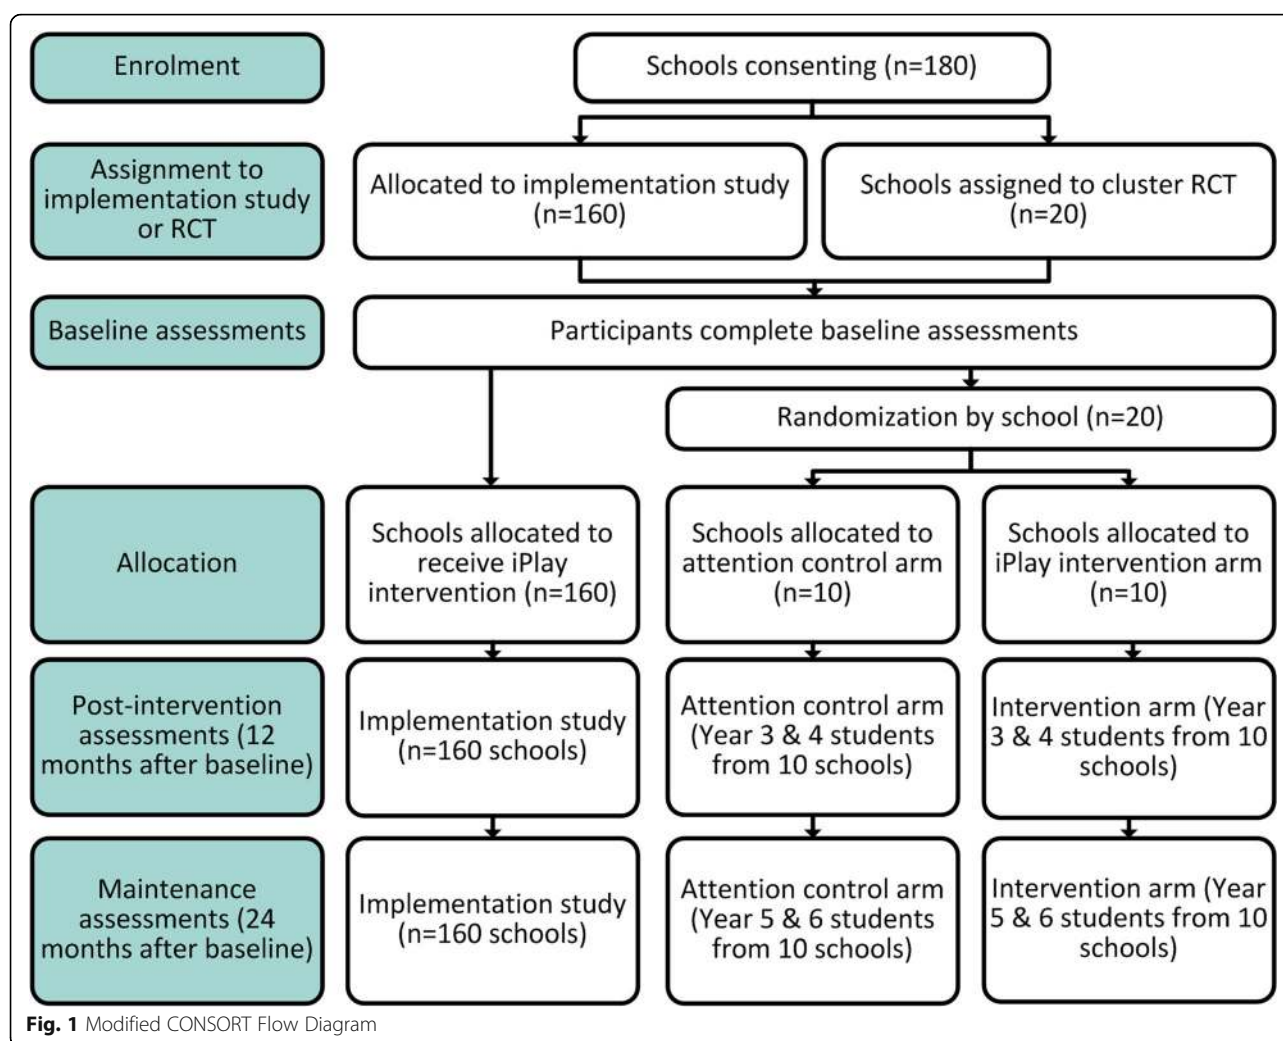 Enrolment
Schools consenting (n=180)
Assignment to
implementation study
or RCT
Allocated to implementation study
(n=160)
Schools assigned to cluster RCT
(n=20)
Baseline assessments
Participants complete baseline assessments
Randomization by school (n=20)
Allocation
Schools allocated to
receive iPlay
intervention (n=160)
Schools allocated to
attention control arm
(n=10)
Schools allocated to
iPlay intervention arm
(n=10)
Post-intervention
assessments (12
months after baseline)
Implementation study
(n=160 schools)
Attention control arm
(Year 3 & 4 students
from 10 schools)
Intervention arm (Year
3 & 4 students from 10
schools)
Maintenance
assessments (24
months after baseline)
Implementation study
(n=160 schools)
Attention control arm
(Year 5 & 6 students
from 10 schools)
Intervention arm (Year
5 & 6 students from 10
schools)
Fig. 1 Modified CONSORT Flow Diagram